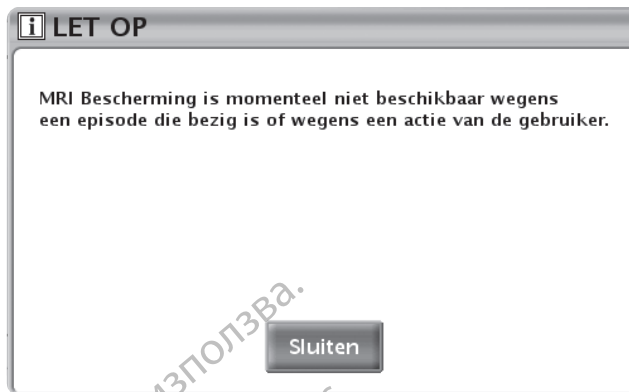 i LET OP
MRI Bescherming is momenteel niet beschikbaar wegens
een episode die bezig is of wegens een actie van de gebruiker.
използва.
Sluiten